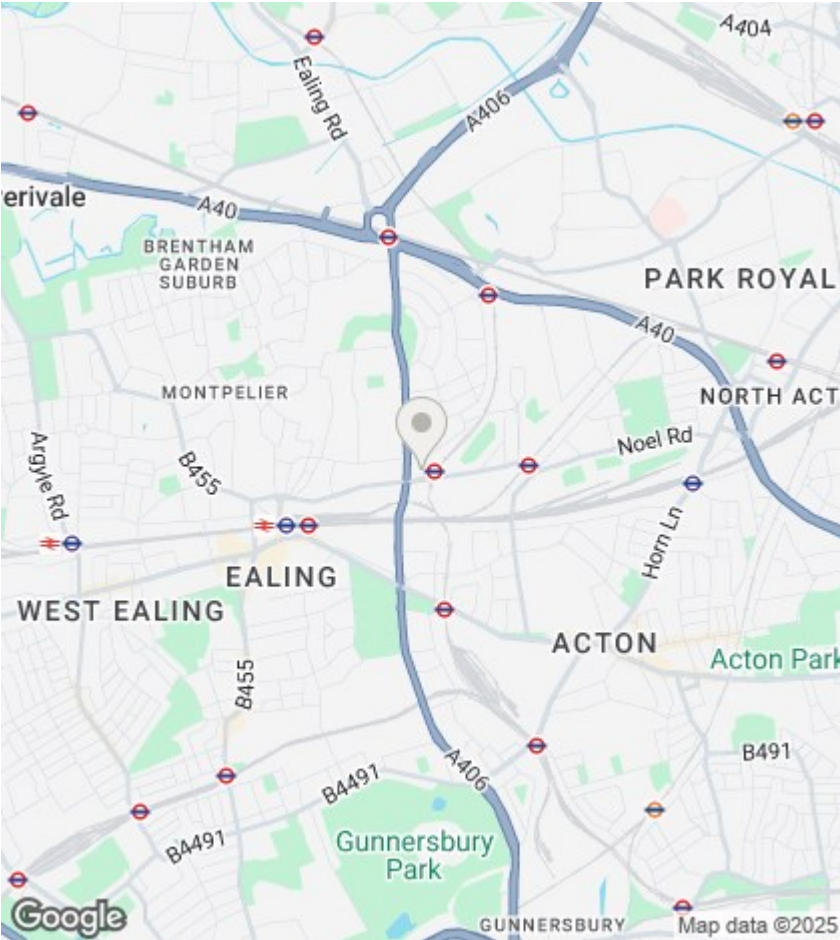 A404
Ealing Rd
A406
erivale
A40
BRENTHAM
GARDEN
SUBURB
PARK ROYAL
A40
MONTPELIER
NORTH ACT
Noel Rd
Argyle Rd
B455
Horn Ln
EALING
WEST EALING
ACTON
Acton Park
B455
B491
A406
B4491
B4491
Gunnersbury
Park
GUNNERSBURY
Google
Map data ©2025